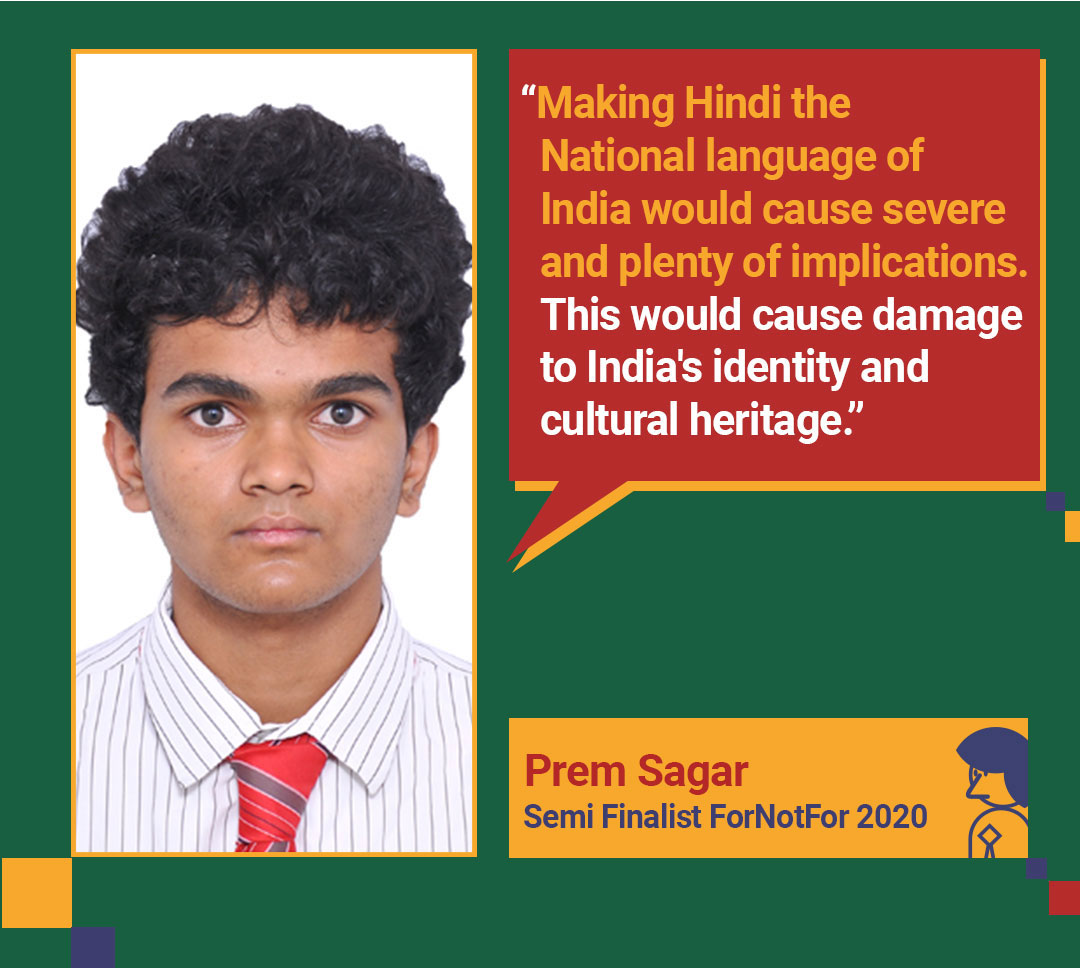 “Making Hindi the
National language of
India would cause severe
and plenty of implications.
This would cause damage
to India's identity and
cultural heritage.”
Prem Sagar
Semi Finalist ForNotFor 2020